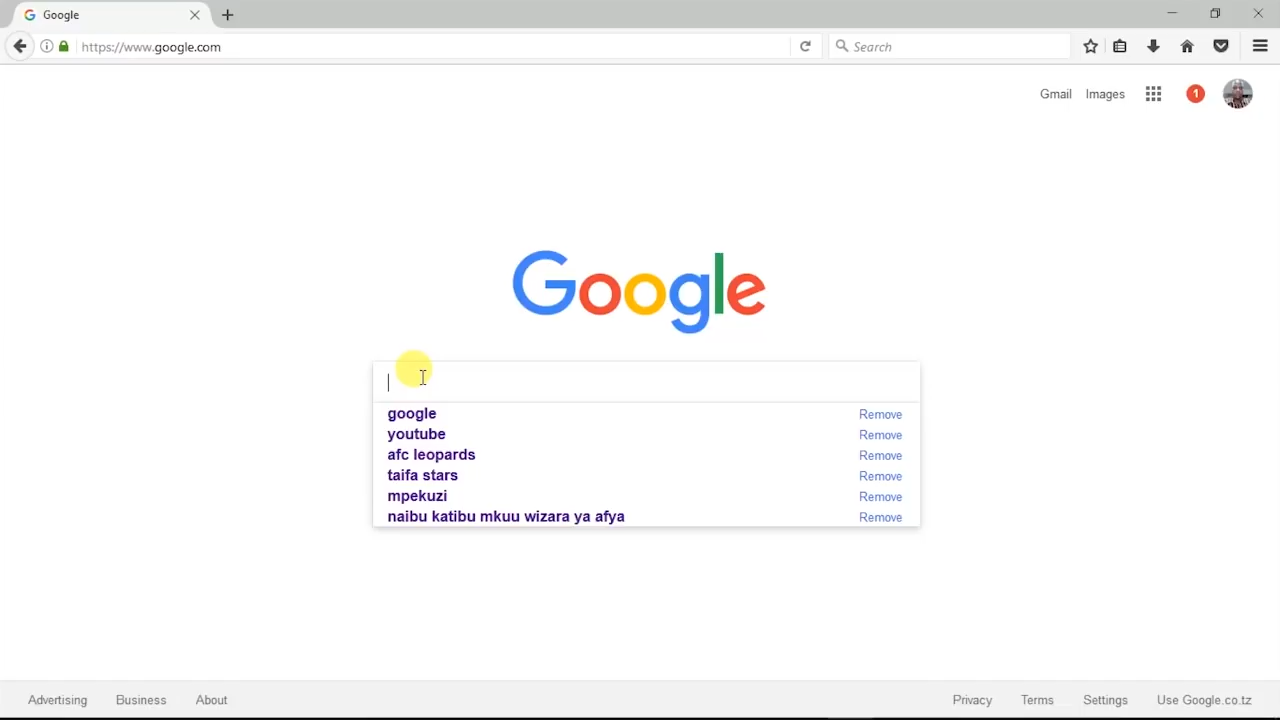 Google
https://www.google.com
Search
Gmail Images 1
Google
google Remove
youtube Remove
afc leopards Remove
taifa stars Remove
mpekuzi Remove
naibu katibu mkuu wizara ya afya Remove
Advertising Business About Privacy Terms Settings Use Google.co.tz